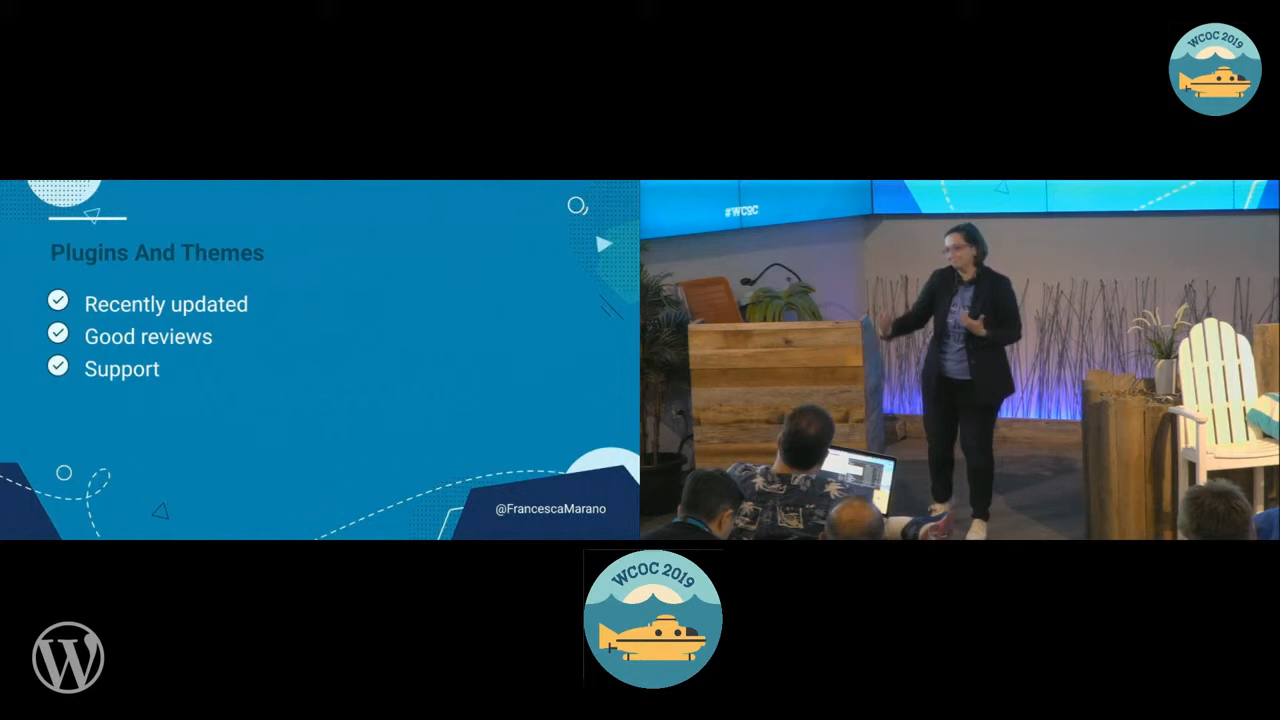 WCOC 2019
#WCOC
Plugins And Themes
Recently updated
Good reviews
Support
@FrancescaMarano
WCOC 2019